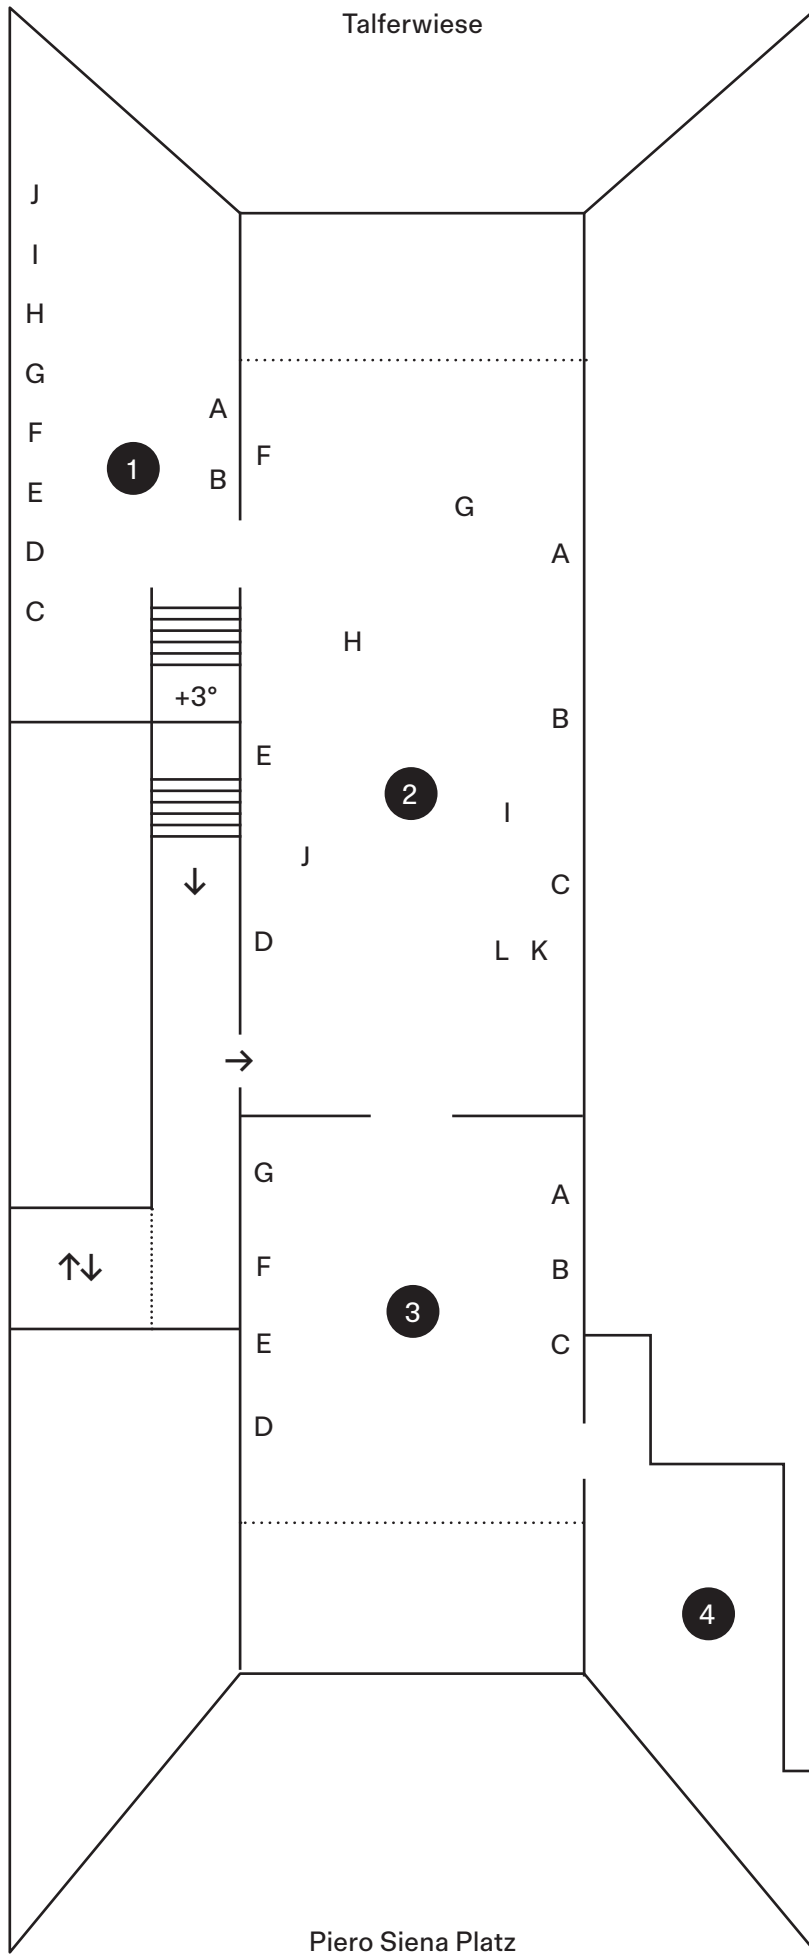 Talferwiese
J
I
H
G
A
F
F
1
B
E
G
D
A
C
H
+3°
B
E
2
I
J
↓
C
D
L K
→
G
A
↑↓
F
B
3
E
C
D
4
Piero Siena Platz